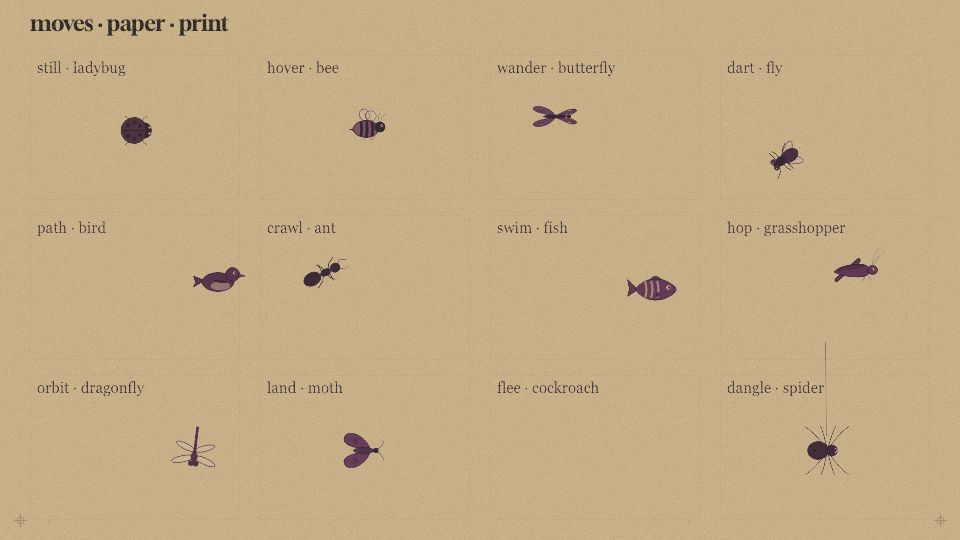 moves · paper · print
still · ladybug
hover · bee
wander · butterfly
dart · fly
path · bird
crawl · ant
swim · fish
hop · grasshopper
orbit · dragonfly
land · moth
flee · cockroach
dangle · spider